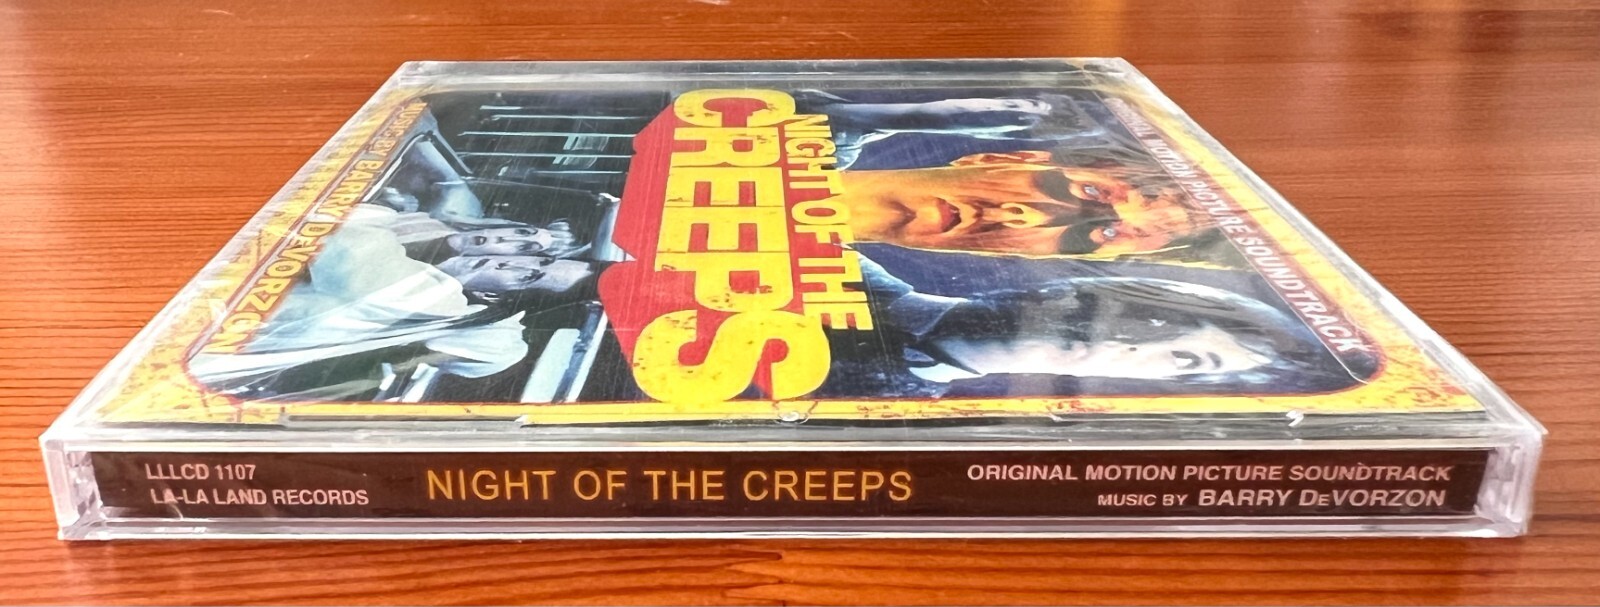 ORIGINAL MOTION PICTURE SOUNDTRACK
NIGHT OF THE
CREEPS
MUSIC BY BARRY DEVORZON
LLLCD 1107
LA-LA LAND RECORDS
NIGHT OF THE CREEPS
ORIGINAL MOTION PICTURE SOUNDTRACK
MUSIC BY BARRY DeVORZON